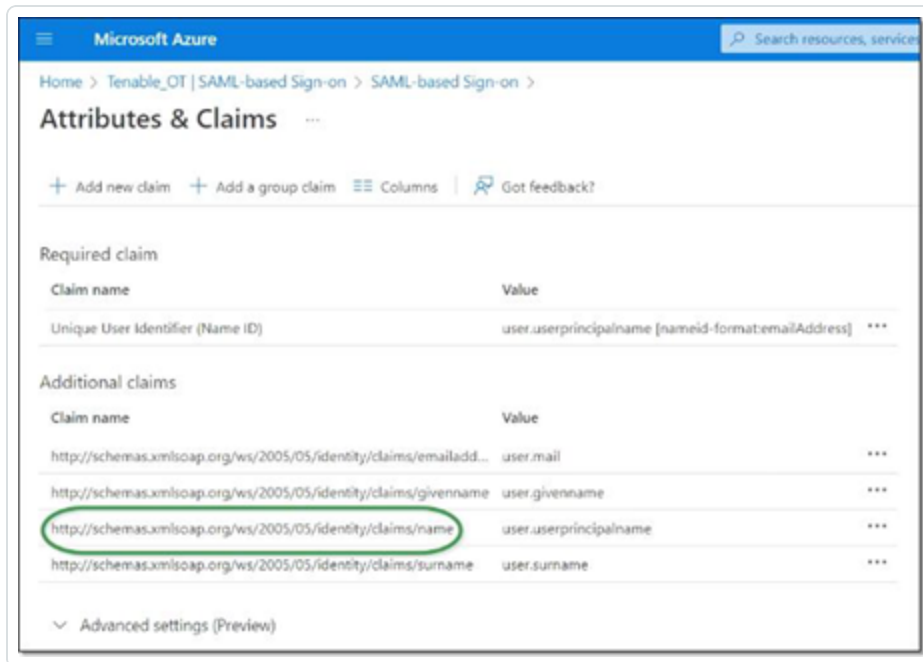 Microsoft Azure
Search resources, services
Home > Tenable_OT | SAML-based Sign-on > SAML-based Sign-on >
Attributes & Claims ...
+ Add new claim + Add a group claim Columns Got feedback?
Required claim
Claim name Value
Unique User Identifier (Name ID) user.userprincipalname [nameid-format:emailAddress] ...
Additional claims
Claim name Value
http://schemas.xmlsoap.org/ws/2005/05/identity/claims/emailadd... user.mail ...
http://schemas.xmlsoap.org/ws/2005/05/identity/claims/givenname user.givenname ...
http://schemas.xmlsoap.org/ws/2005/05/identity/claims/name user.userprincipalname ...
http://schemas.xmlsoap.org/ws/2005/05/identity/claims/surname user.surname ...
Advanced settings (Preview)